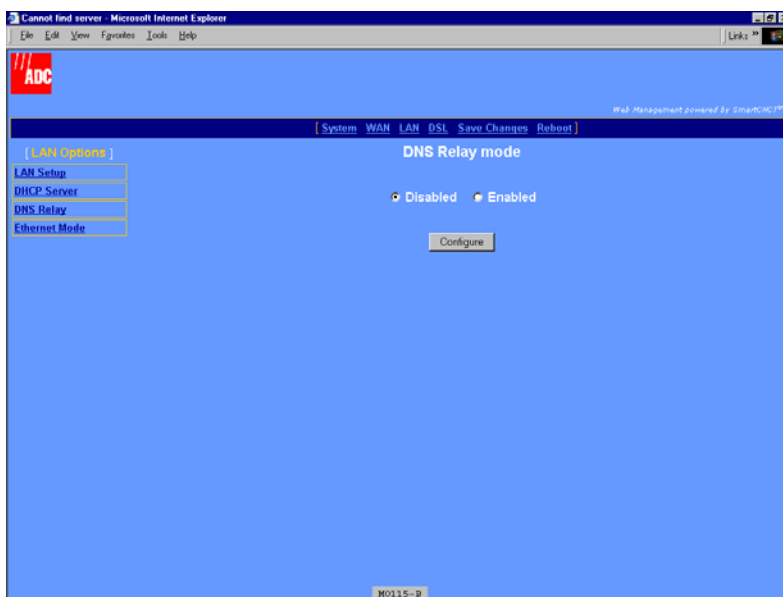 Cannot find server - Microsoft Internet Explorer
File Edit View Favorites Tools Help
Links »
ADC
Web Management powered by SmartCNCT™
[ System WAN LAN DSL Save Changes Reboot ]
[ LAN Options ]
LAN Setup
DHCP Server
DNS Relay
Ethernet Mode
DNS Relay mode
Disabled Enabled
Configure
M0115-B